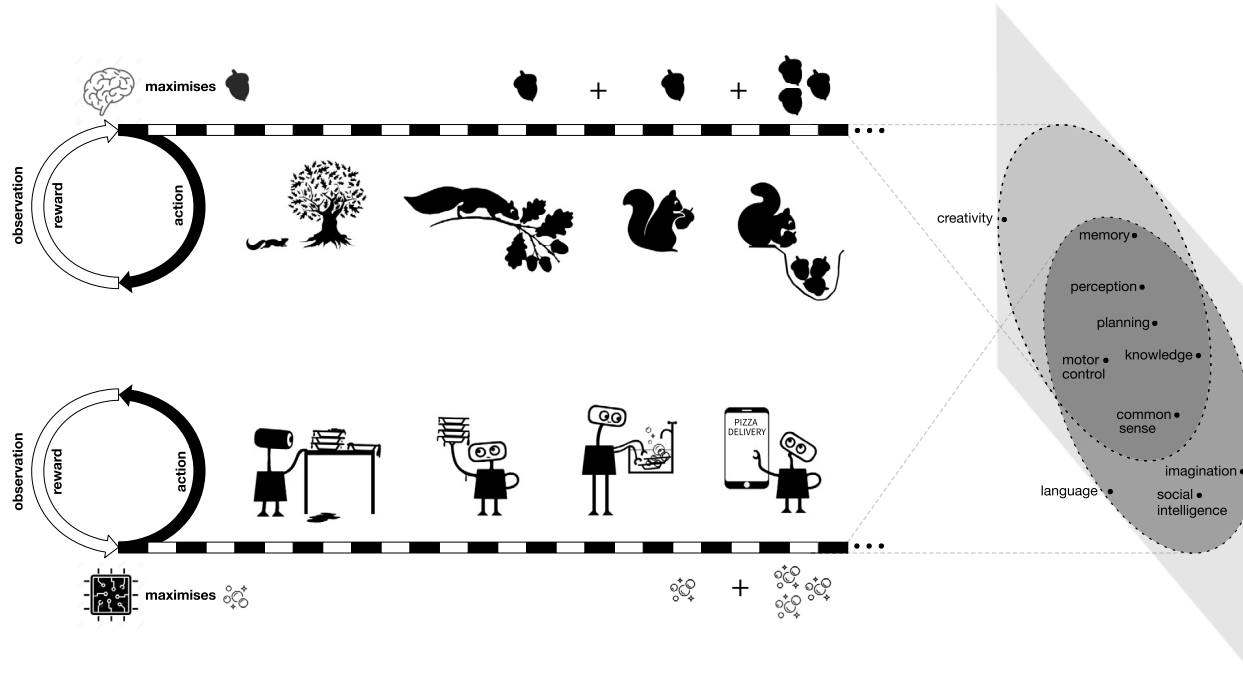 maximises
+
+
observation
reward
action
creativity
memory
perception
planning
motor
control
knowledge
common
sense
imagination
language
social
intelligence
observation
reward
action
PIZZA
DELIVERY
maximises
+